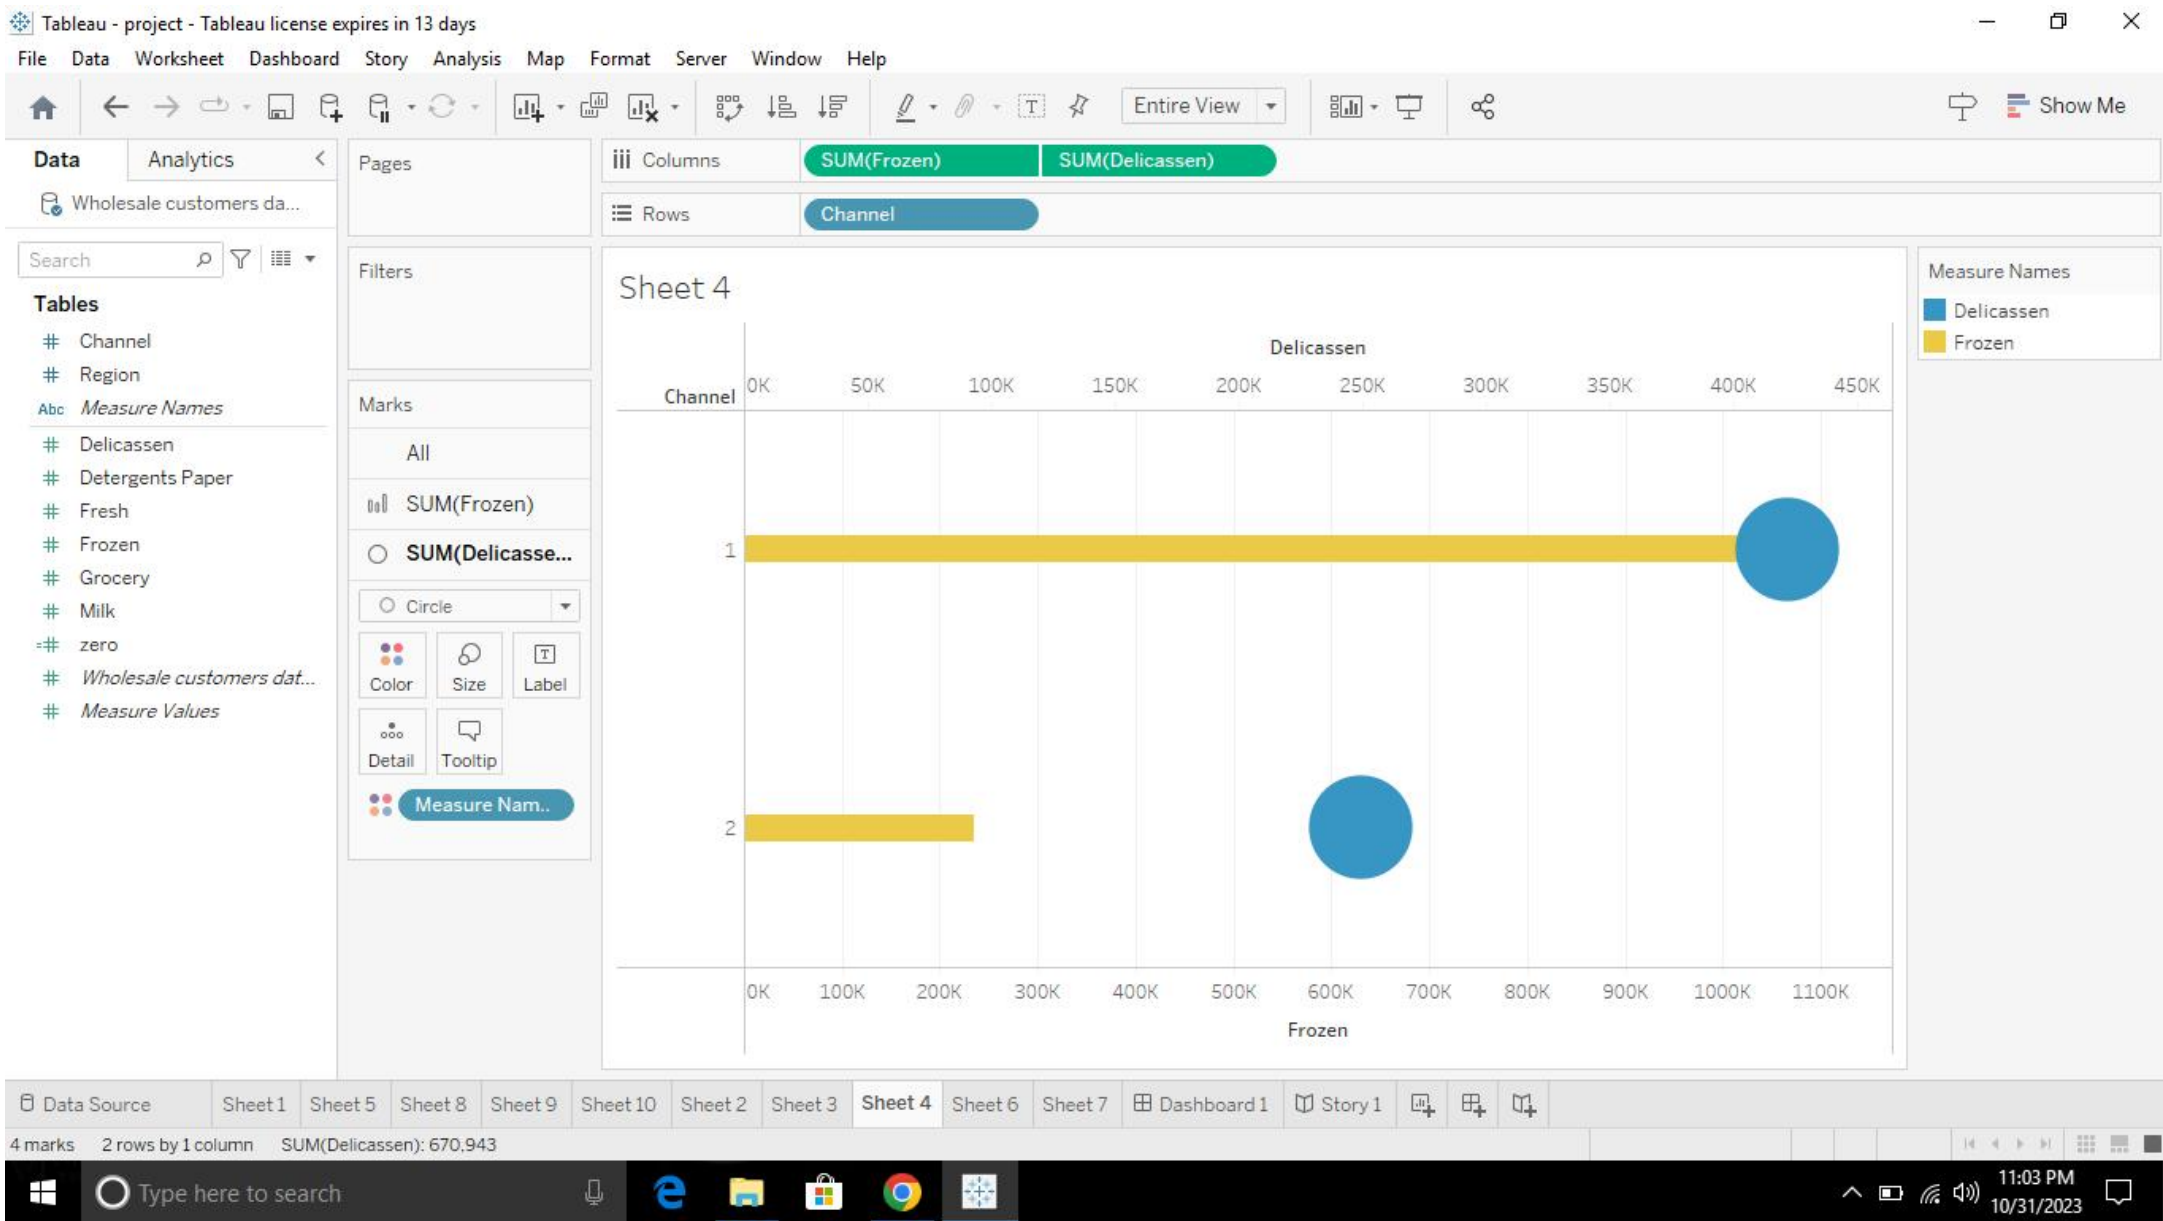 Tableau - project - Tableau license expires in 13 days
File Data Worksheet Dashboard Story Analysis Map Format Server Window Help
Entire View
Show Me
Data Analytics
Wholesale customers da...
Search
Tables
Channel
Region
Abc Measure Names
Delicassen
Detergents Paper
Fresh
Frozen
Grocery
Milk
zero
Wholesale customers dat...
Measure Values
Pages
Filters
Marks
All
SUM(Frozen)
SUM(Delicasse...
Circle
Color Size Label
Detail Tooltip
Measure Nam..
Columns SUM(Frozen) SUM(Delicassen)
Rows Channel
Sheet 4
Delicassen
Channel 0K 50K 100K 150K 200K 250K 300K 350K 400K 450K
1
2
0K 100K 200K 300K 400K 500K 600K 700K 800K 900K 1000K 1100K
Frozen
Measure Names
Delicassen
Frozen
Data Source Sheet 1 Sheet 5 Sheet 8 Sheet 9 Sheet 10 Sheet 2 Sheet 3 Sheet 4 Sheet 6 Sheet 7 Dashboard 1 Story 1
4 marks 2 rows by 1 column SUM(Delicassen): 670,943
Type here to search
11:03 PM
10/31/2023